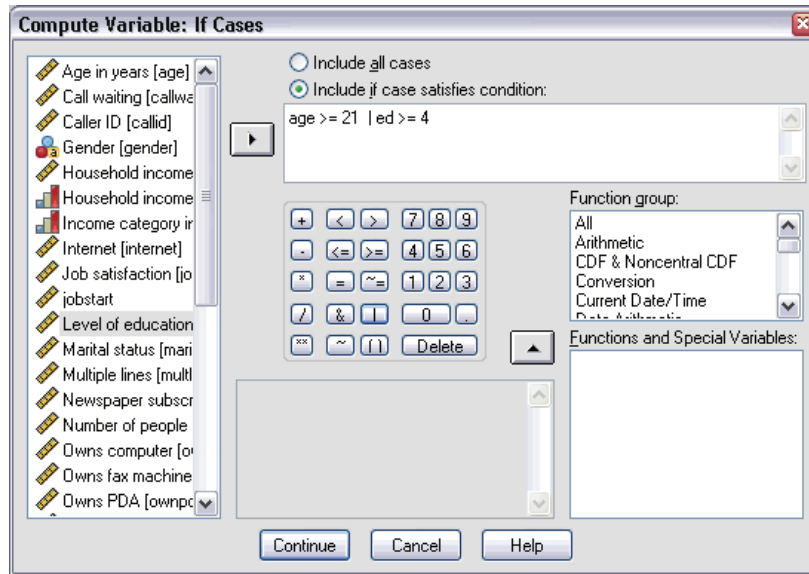 Compute Variable: If Cases
Age in years [age]
Call waiting [callwa
Caller ID [callid]
Gender [gender]
Household income
Household income
Income category ir
Internet [internet]
Job satisfaction [jo
jobstart
Level of education
Marital status [mari
Multiple lines [multl
Newspaper subscr
Number of people
Owns computer [o
Owns fax machine
Owns PDA [ownpc
Include all cases
Include if case satisfies condition:
age >= 21 | ed >= 4
+ < > 7 8 9
- <= >= 4 5 6
* = ~= 1 2 3
/ & | 0 .
** ~ () Delete
Function group:
All
Arithmetic
CDF & Noncentral CDF
Conversion
Current Date/Time
Date Arithmetic
Functions and Special Variables:
Continue Cancel Help